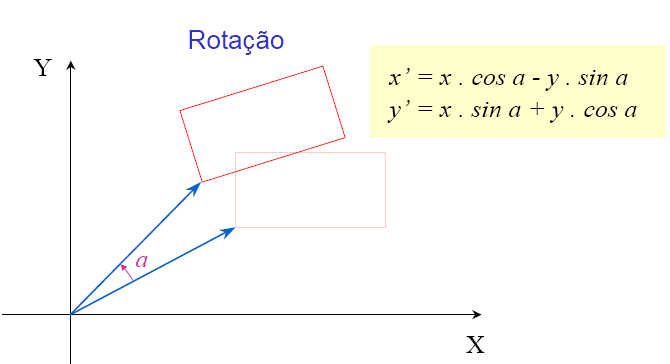 Rotação
Y
x’ = x . cos a - y . sin a
y’ = x . sin a + y . cos a
a
X